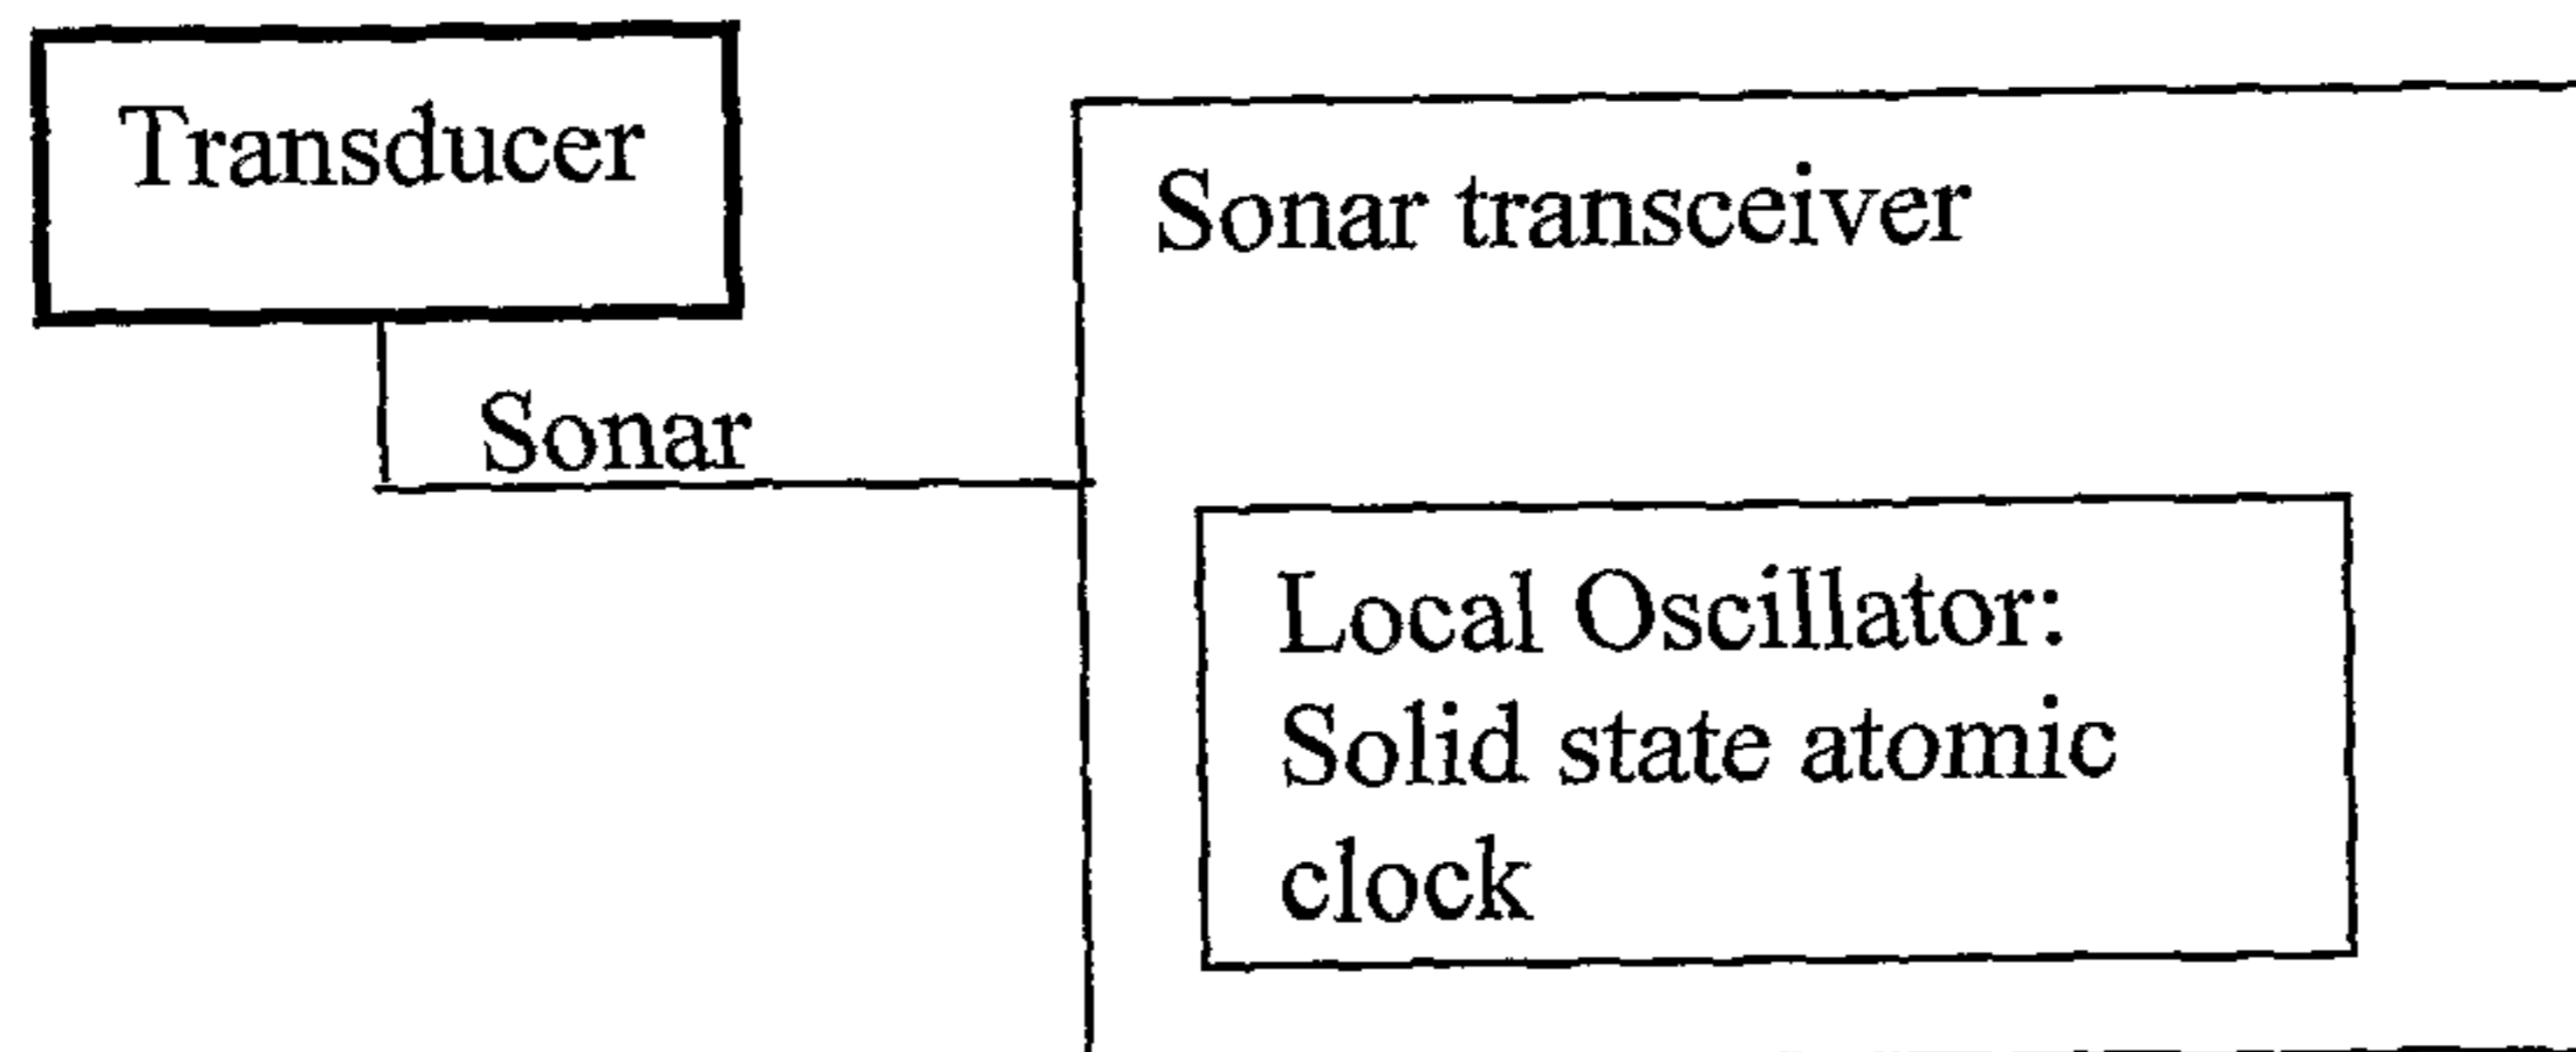 Transducer
Sonar transceiver
Sonar
Local Oscillator:
Solid state atomic
clock